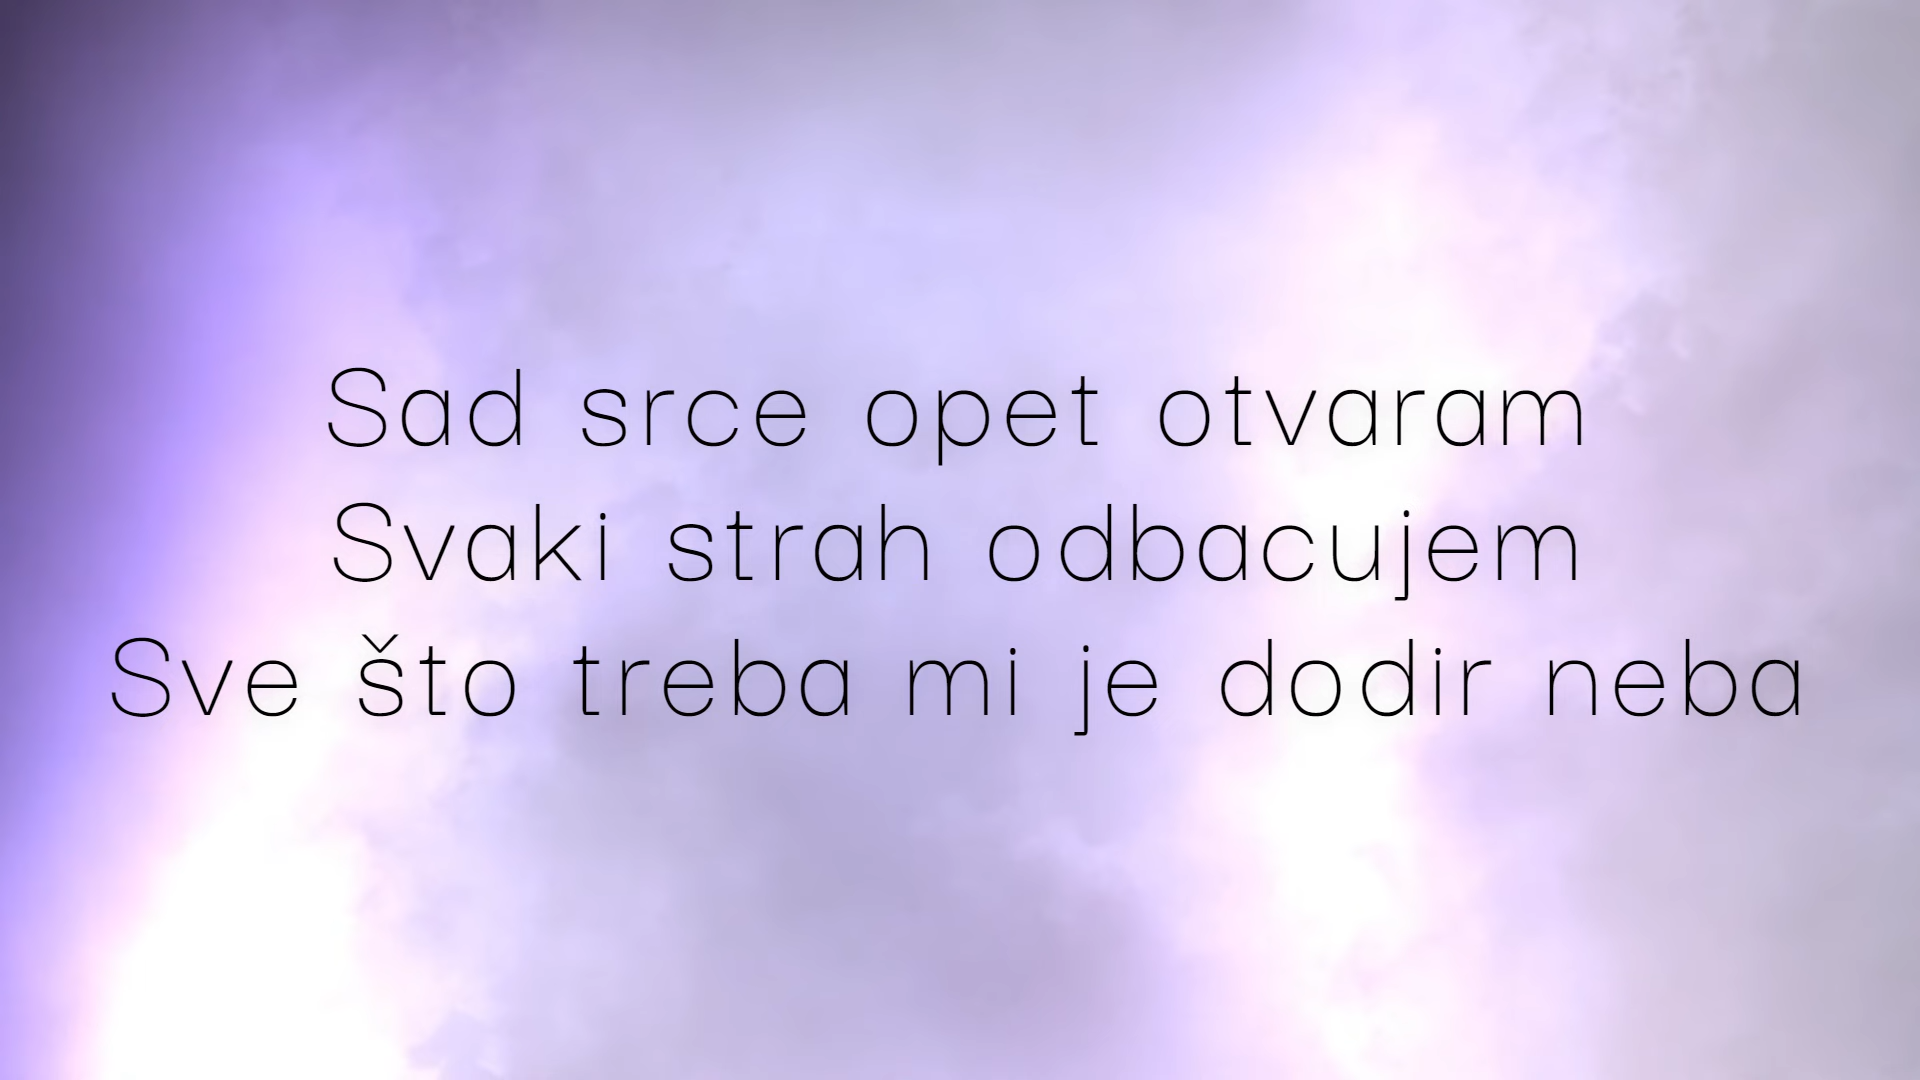 Sad srce opet otvaram
Svaki strah odbacujem
Sve što treba mi je dodir neba